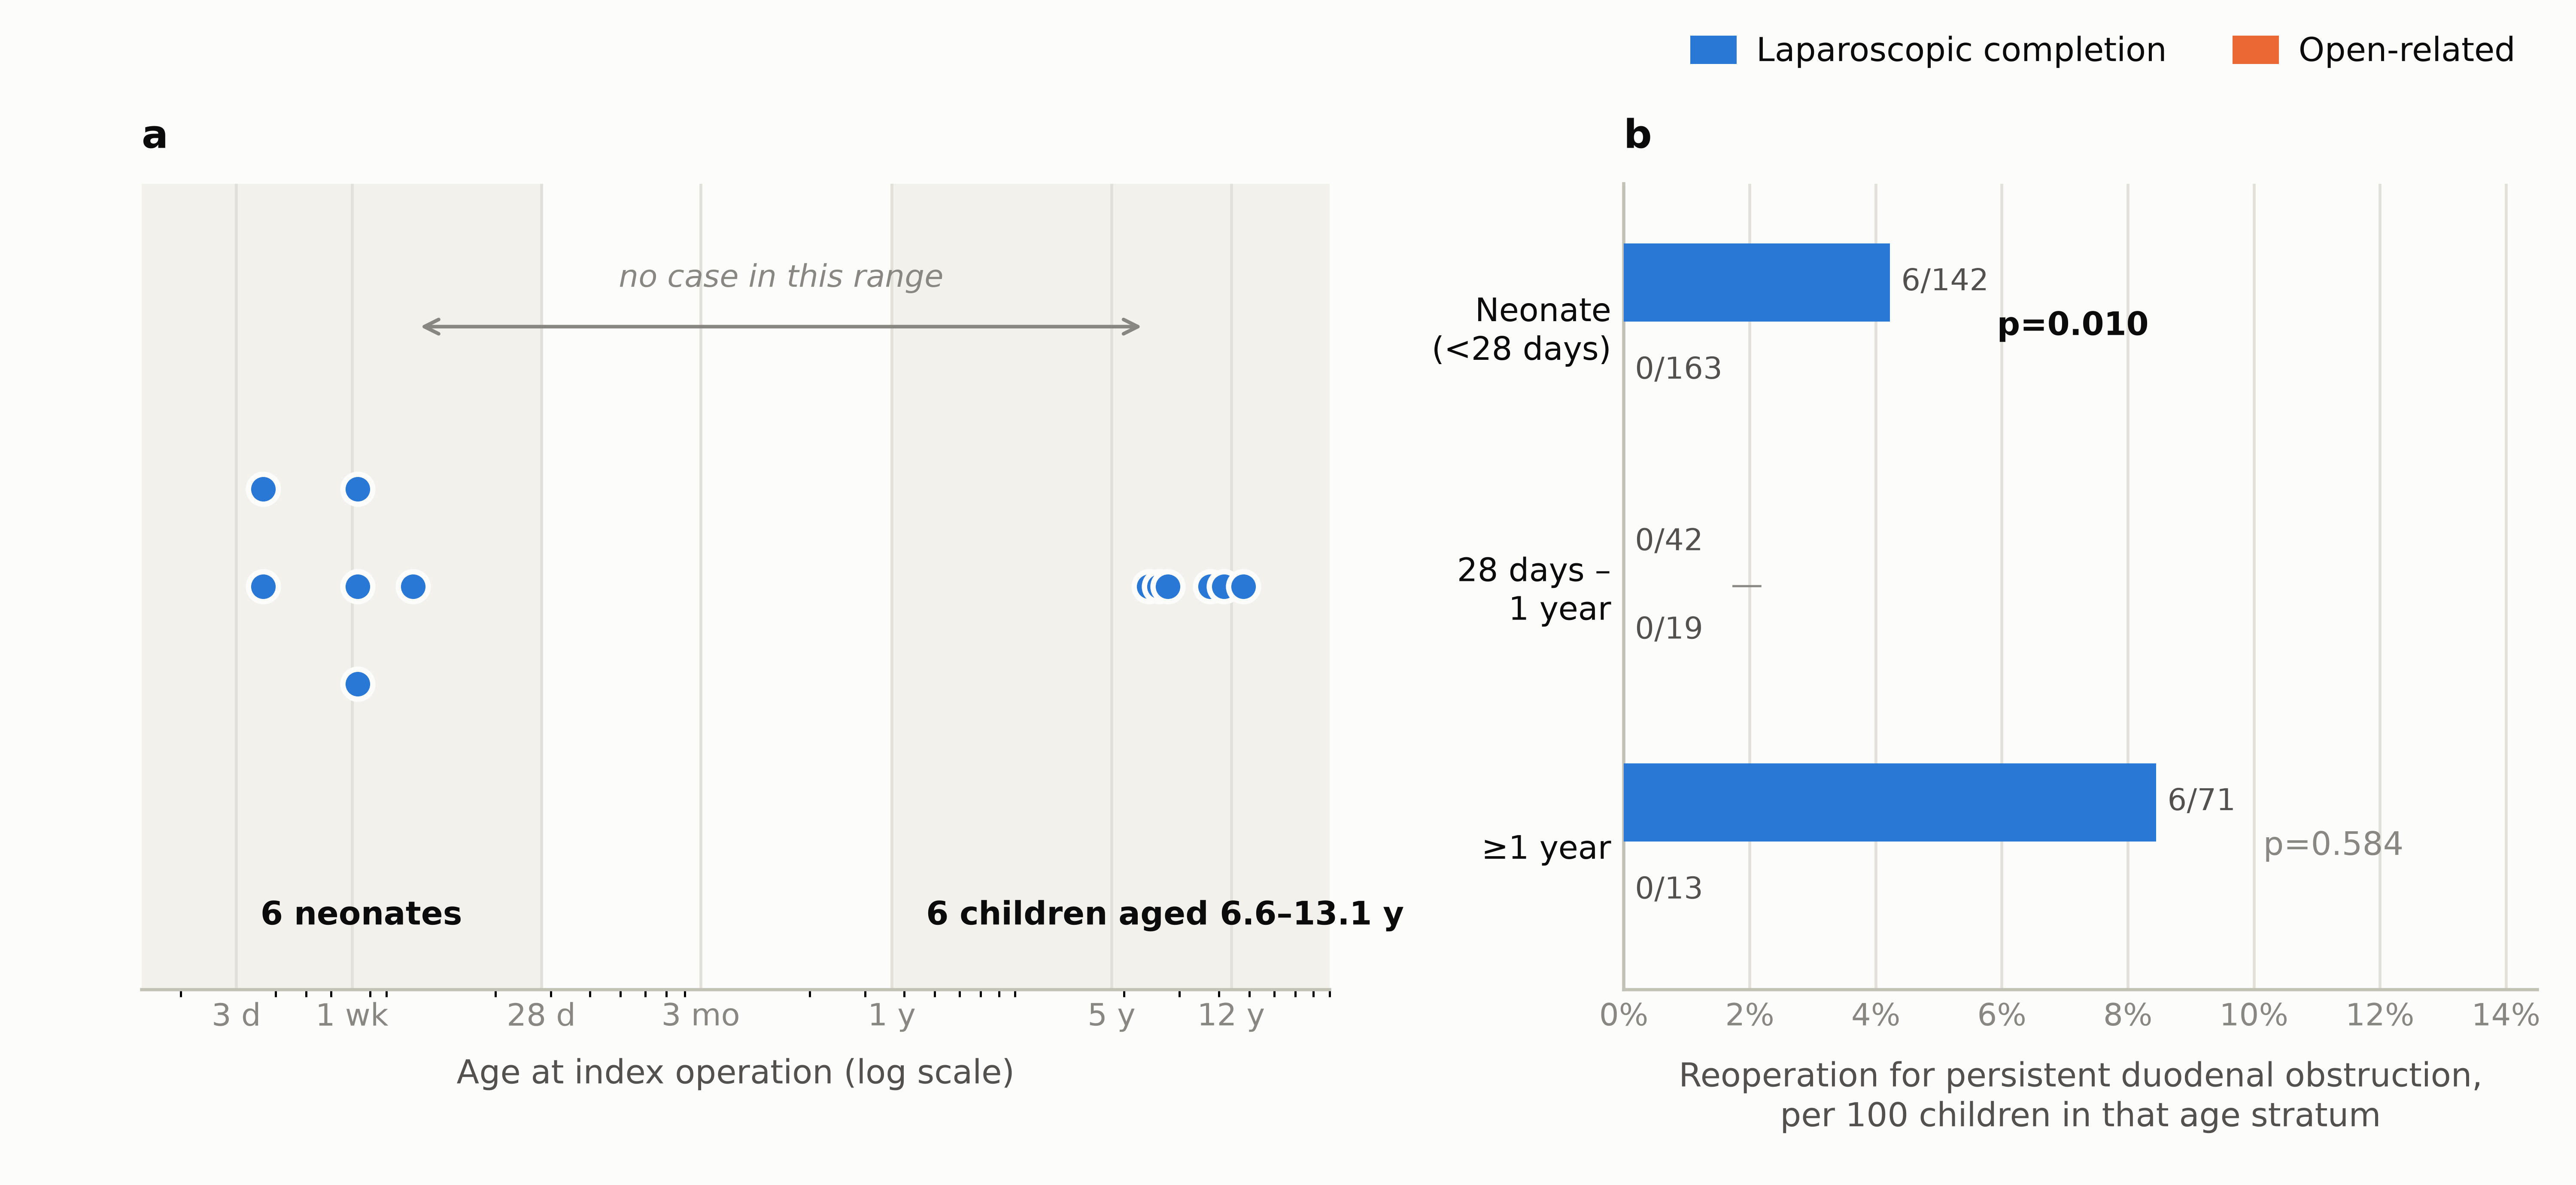 Laparoscopic completion
Open-related
a
no case in this range
6 neonates
6 children aged 6.6–13.1 y
3 d
1 wk
28 d
3 mo
1 y
5 y
12 y
Age at index operation (log scale)
b
Neonate
(<28 days)
6/142
p=0.010
0/163
28 days –
1 year
0/42
—
0/19
≥1 year
6/71
p=0.584
0/13
0%
2%
4%
6%
8%
10%
12%
14%
Reoperation for persistent duodenal obstruction,
per 100 children in that age stratum